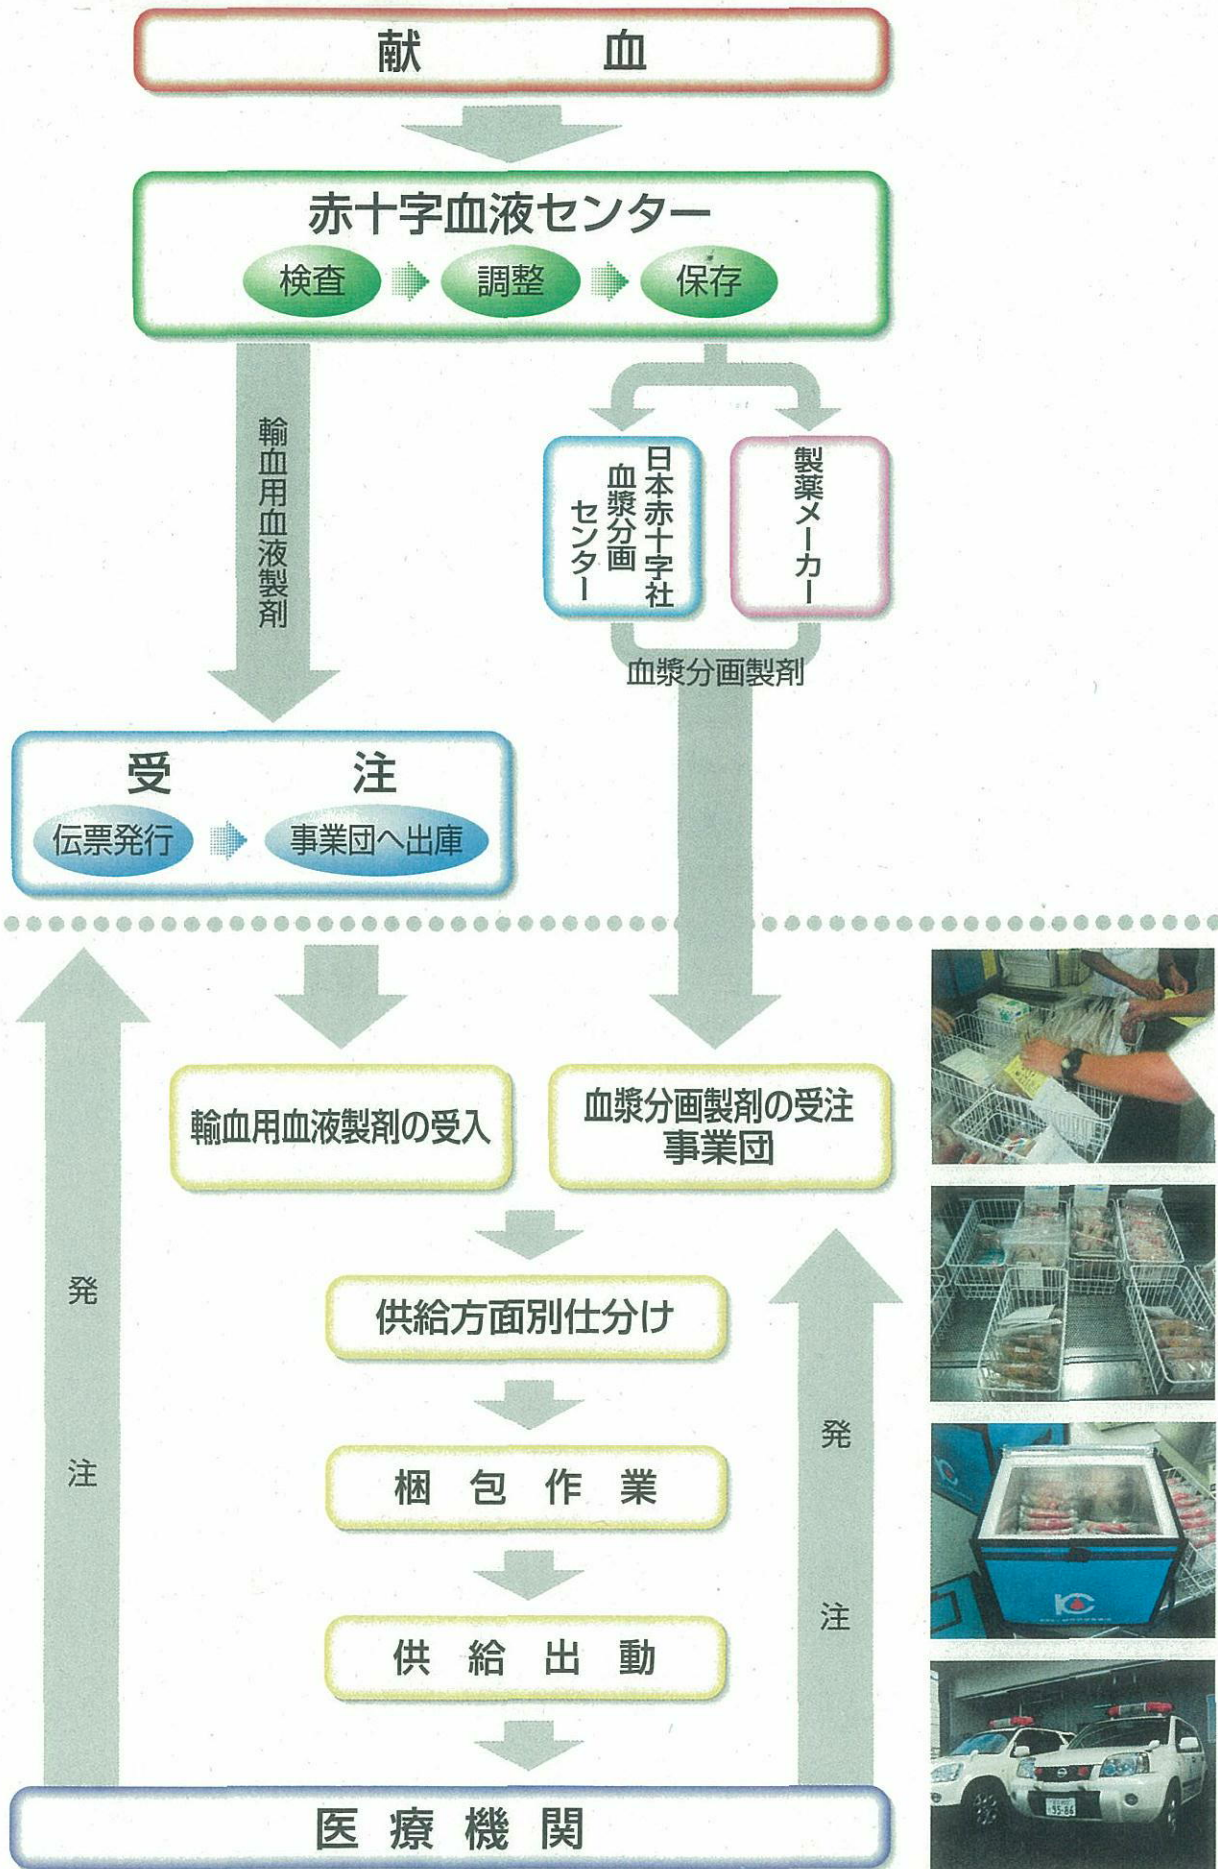 献 血
赤十字血液センター
検査 調整 保存
輸血用血液製剤
日本赤十字社
血漿分画
センター
製薬メーカー
血漿分画製剤
受 注
伝票発行 事業団へ出庫
輸血用血液製剤の受入
血漿分画製剤の受注
事業団
供給方面別仕分け
発注
発注
梱包作業
供給出動
医療機関
95-86